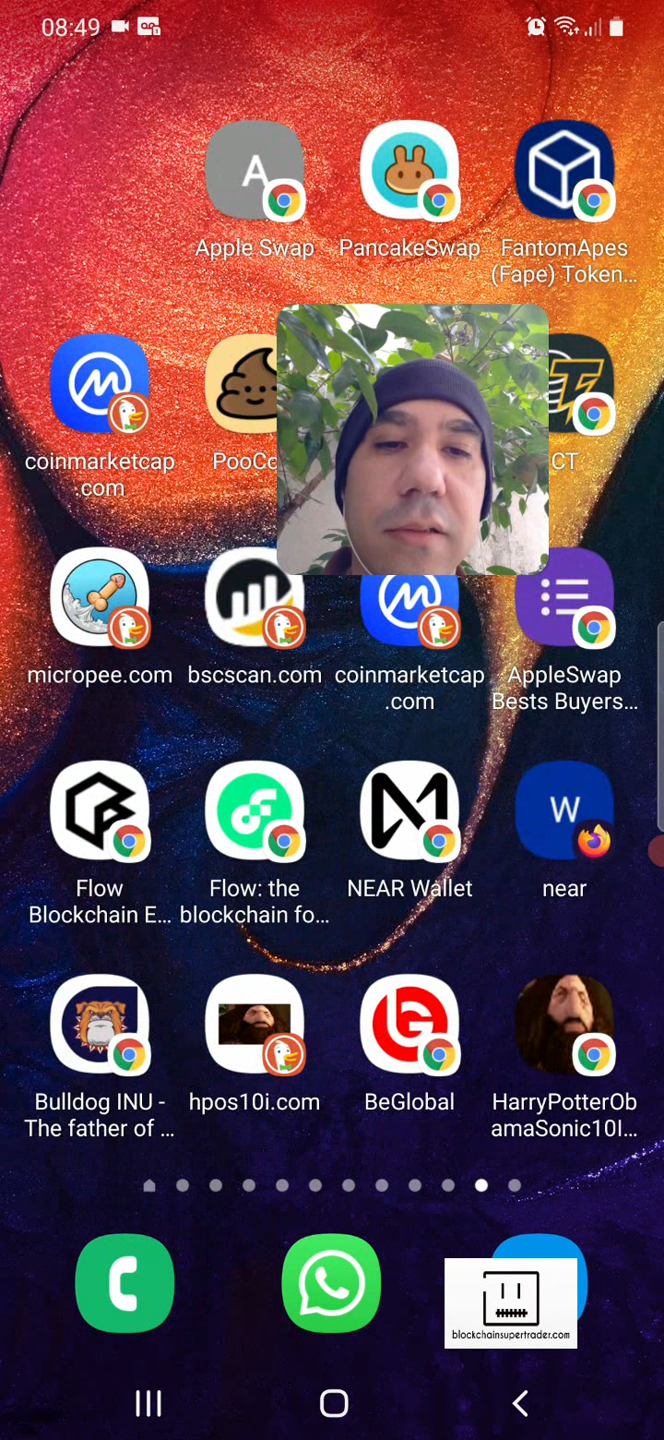 08:49
A
Apple Swap
PancakeSwap
FantomApes
(Fape) Token...
coinmarketcap
.com
CT
micropee.com
bscscan.com
coinmarketcap
.com
AppleSwap
Bests Buyers...
W
Flow
Blockchain E...
Flow: the
blockchain fo...
NEAR Wallet
near
Bulldog INU -
The father of ...
hpos10i.com
BeGlobal
HarryPotterOb
amaSonic10I...
blockchainsupertrader.com